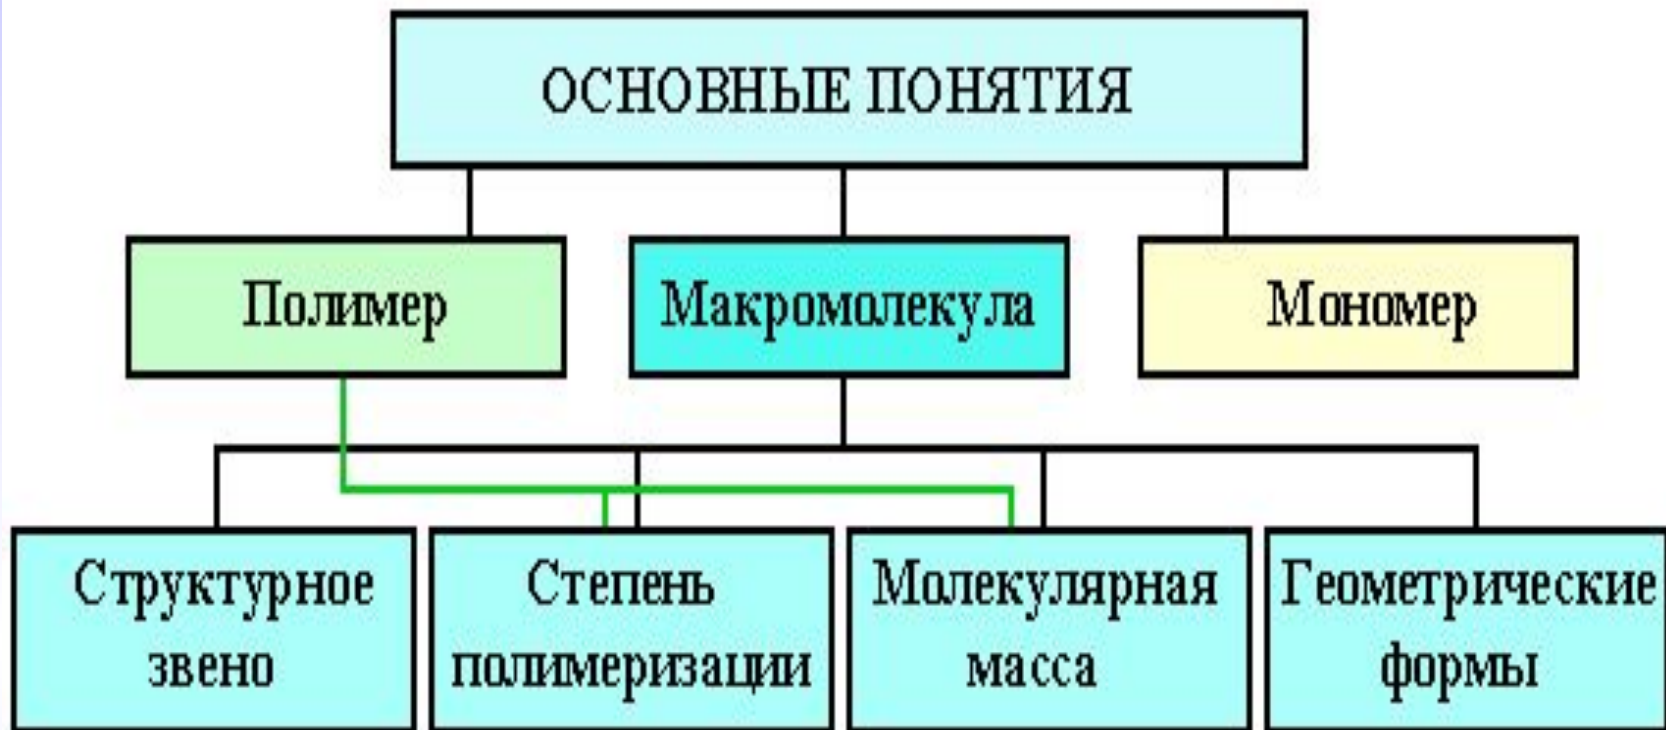 ОСНОВНЫЕ ПОНЯТИЯ
Полимер
Макромолекула
Мономер
Структурное
звено
Степень
полимеризации
Молекулярная
масса
Геометрические
формы